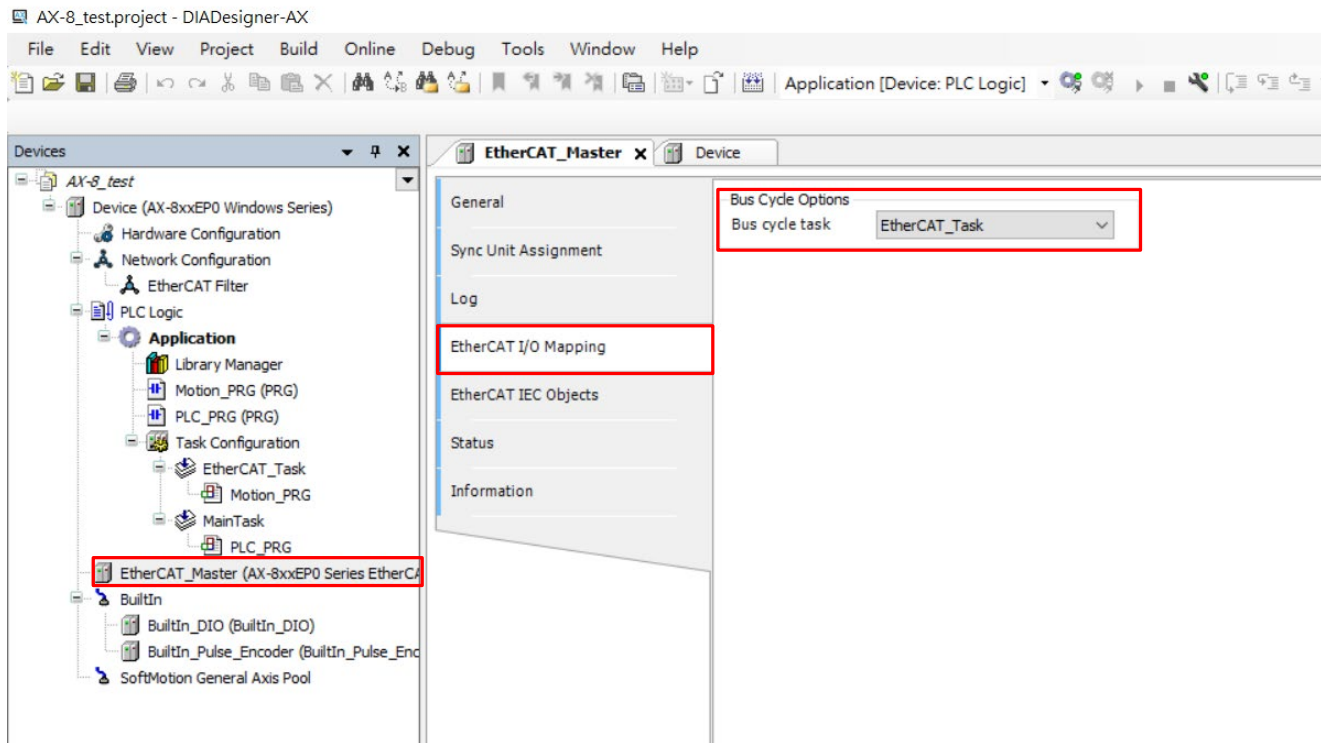 AX-8_test.project - DIADesigner-AX
File Edit View Project Build Online Debug Tools Window Help
Application [Device: PLC Logic]
Devices
AX-8_test
Device (AX-8xxEP0 Windows Series)
Hardware Configuration
Network Configuration
EtherCAT Filter
PLC Logic
Application
Library Manager
Motion_PRG (PRG)
PLC_PRG (PRG)
Task Configuration
EtherCAT_Task
Motion_PRG
MainTask
PLC_PRG
EtherCAT_Master (AX-8xxEP0 Series EtherCA
BuiltIn
BuiltIn_DIO (BuiltIn_DIO)
BuiltIn_Pulse_Encoder (BuiltIn_Pulse_Enc
SoftMotion General Axis Pool
EtherCAT_Master Device
General
Sync Unit Assignment
Log
EtherCAT I/O Mapping
EtherCAT IEC Objects
Status
Information
Bus Cycle Options
Bus cycle task EtherCAT_Task